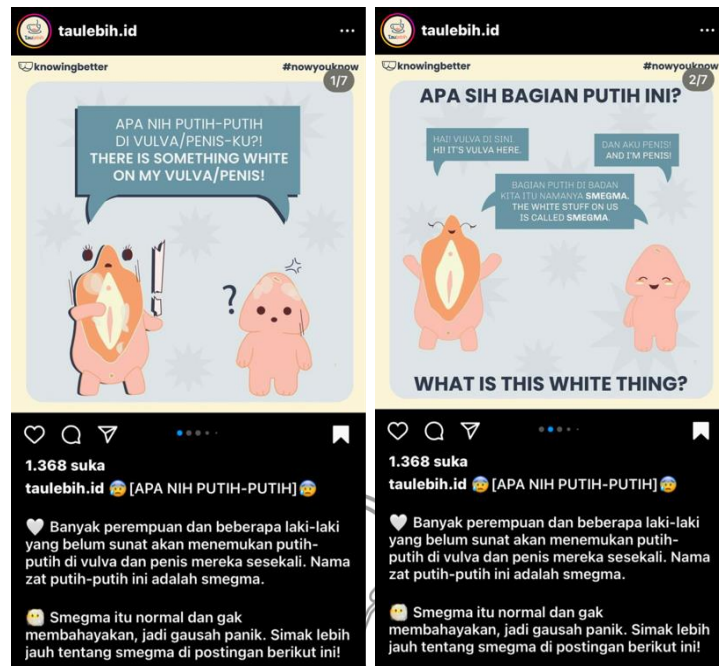 taulebih.id
knowingbetter
#nowyouknow
1/7
APA NIH PUTIH-PUTIH
DI VULVA/PENIS-KU?!
THERE IS SOMETHING WHITE
ON MY VULVA/PENIS!
?
1.368 suka
taulebih.id 😰[APA NIH PUTIH-PUTIH]😰
🤍 Banyak perempuan dan beberapa laki-laki
yang belum sunat akan menemukan putih-
putih di vulva dan penis mereka sesekali. Nama
zat putih-putih ini adalah smegma.
😶 Smegma itu normal dan gak
membahayakan, jadi gausah panik. Simak lebih
jauh tentang smegma di postingan berikut ini!
taulebih.id
knowingbetter
#nowyouknow
2/7
APA SIH BAGIAN PUTIH INI?
HAI! VULVA DI SINI.
HI! IT'S VULVA HERE.
DAN AKU PENIS!
AND I'M PENIS!
BAGIAN PUTIH DI BADAN
KITA ITU NAMANYA SMEGMA.
THE WHITE STUFF ON US
IS CALLED SMEGMA.
WHAT IS THIS WHITE THING?
1.368 suka
taulebih.id 😰[APA NIH PUTIH-PUTIH]😰
🤍 Banyak perempuan dan beberapa laki-laki
yang belum sunat akan menemukan putih-
putih di vulva dan penis mereka sesekali. Nama
zat putih-putih ini adalah smegma.
😶 Smegma itu normal dan gak
membahayakan, jadi gausah panik. Simak lebih
jauh tentang smegma di postingan berikut ini!